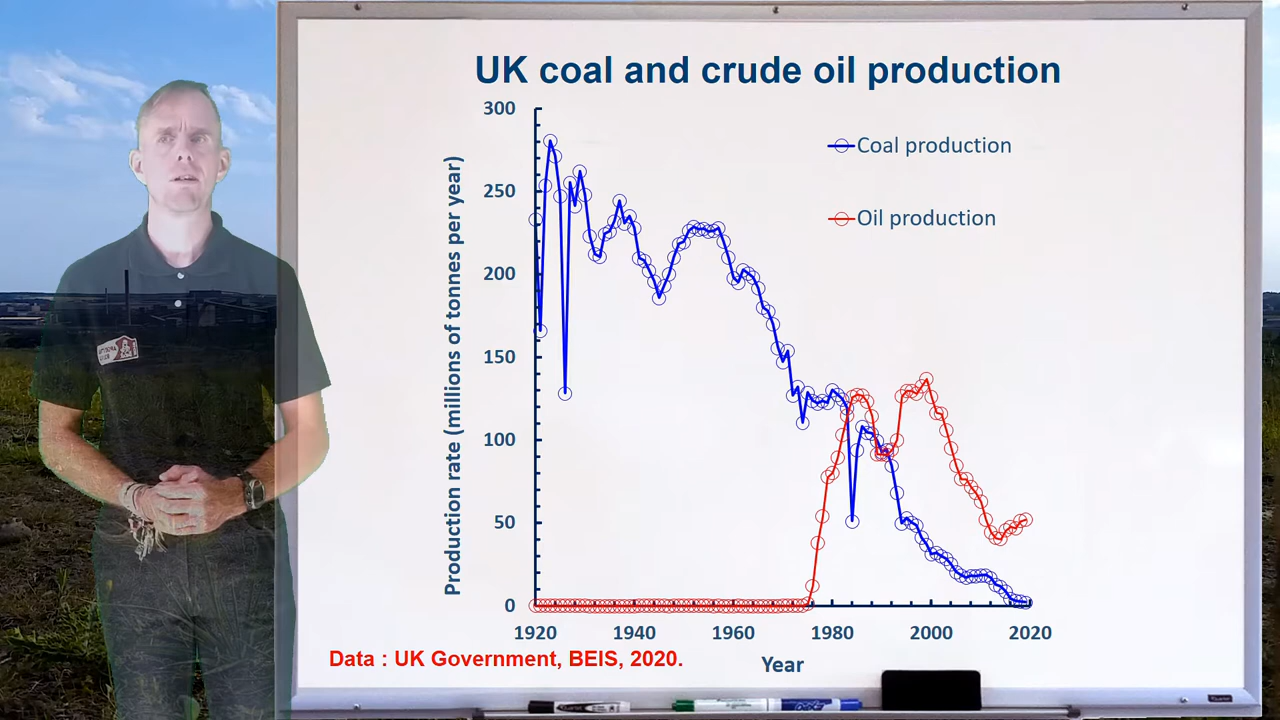 UK coal and crude oil production
300
250
200
150
100
50
0
Production rate (millions of tonnes per year)
Coal production
Oil production
1920 1940 1960 1980 2000 2020
Year
Data : UK Government, BEIS, 2020.